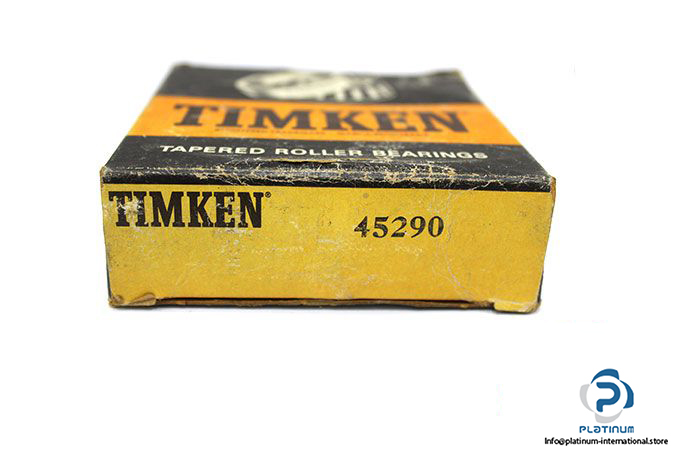 TIMKEN
TAPERED ROLLER BEARINGS
TIMKEN®
45290
PLATINUM
Info@platinum-international.store